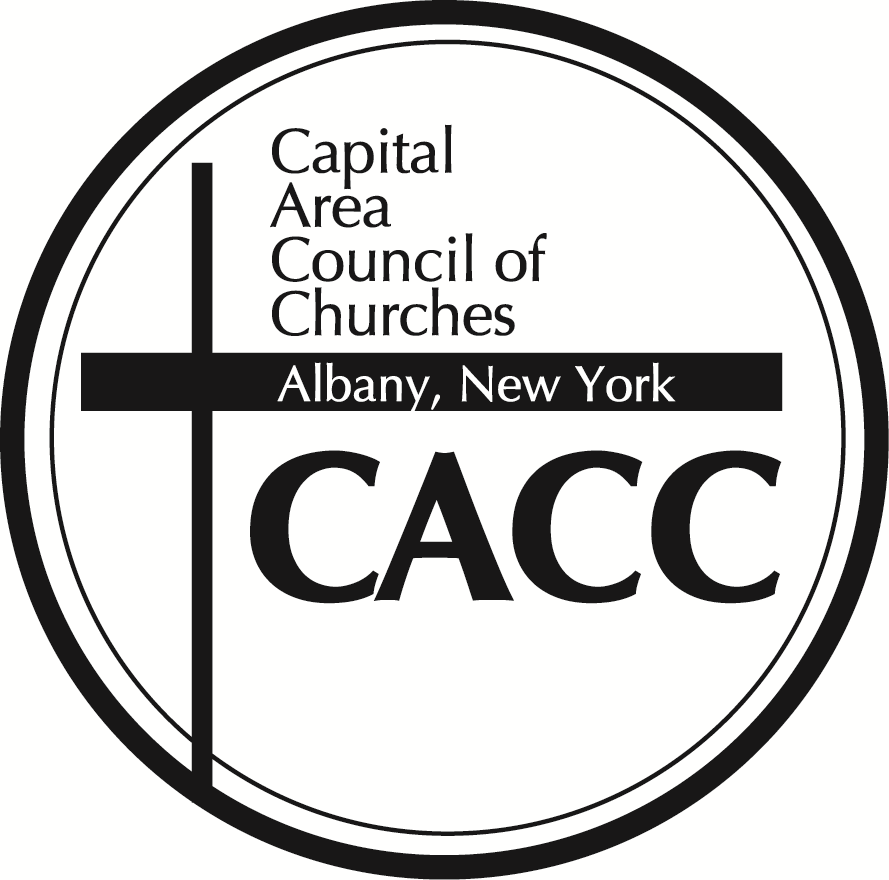 Capital
Area
Council of
Churches
Albany, New York
CACC